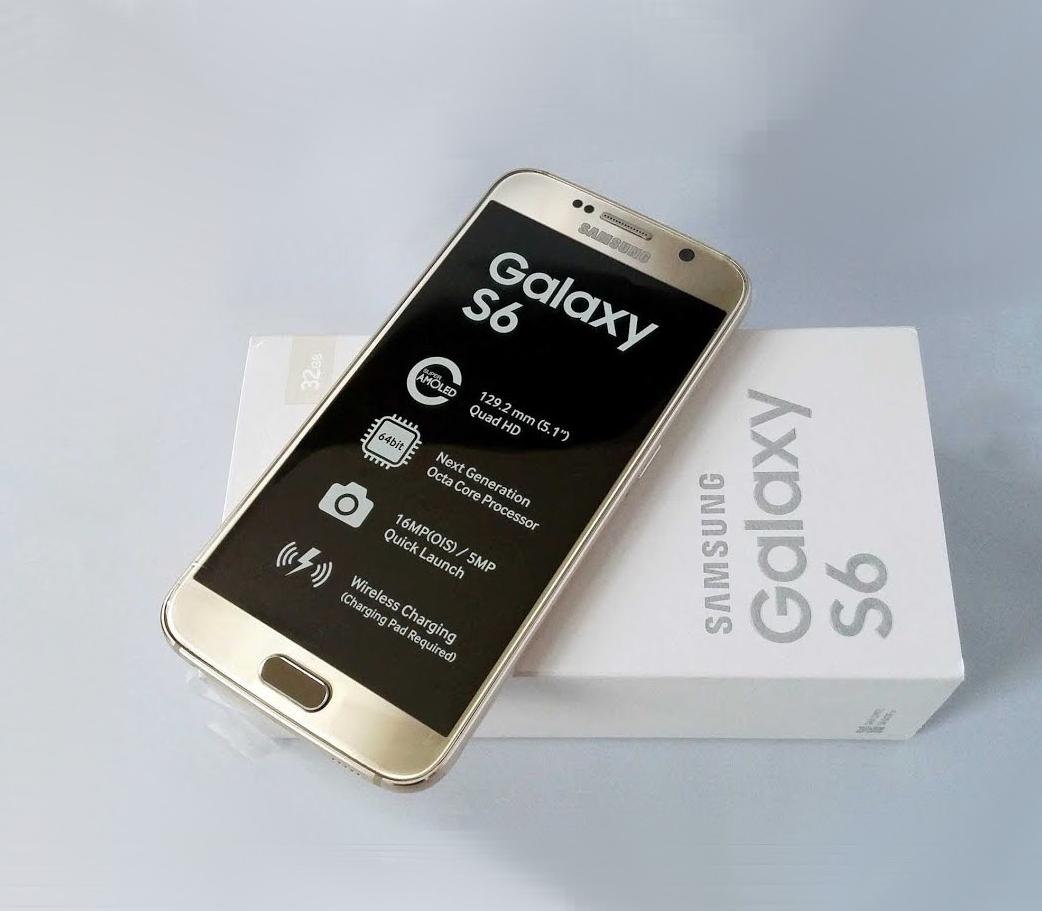 SAMSUNG
Galaxy
S6
SUPER
AMOLED
129.2 mm (5.1")
Quad HD
64bit
Next Generation
Octa Core Processor
16MP(OIS) / 5MP
Quick Launch
Wireless Charging
(Charging Pad Required)
32GB
SAMSUNG
Galaxy
S6